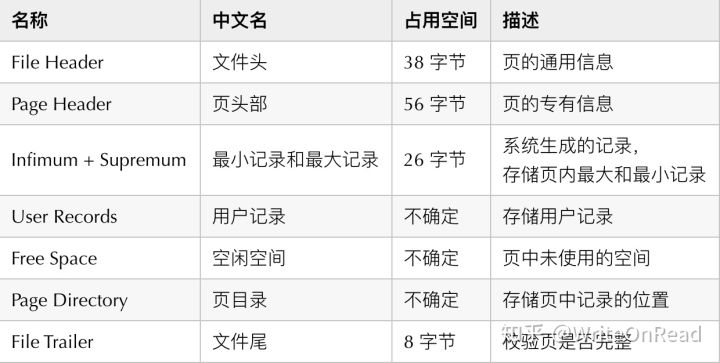 名称 中文名 占用空间 描述
File Header 文件头 38 字节 页的通用信息
Page Header 页头部 56 字节 页的专有信息
Infimum + Supremum 最小记录和最大记录 26 字节 系统生成的记录,
存储页内最大和最小记录
User Records 用户记录 不确定 存储用户记录
Free Space 空闲空间 不确定 页中未使用的空间
Page Directory 页目录 不确定 存储页中记录的位置
File Trailer 文件尾 8 字节 校验页是否完整
知乎 @WriteOnRead